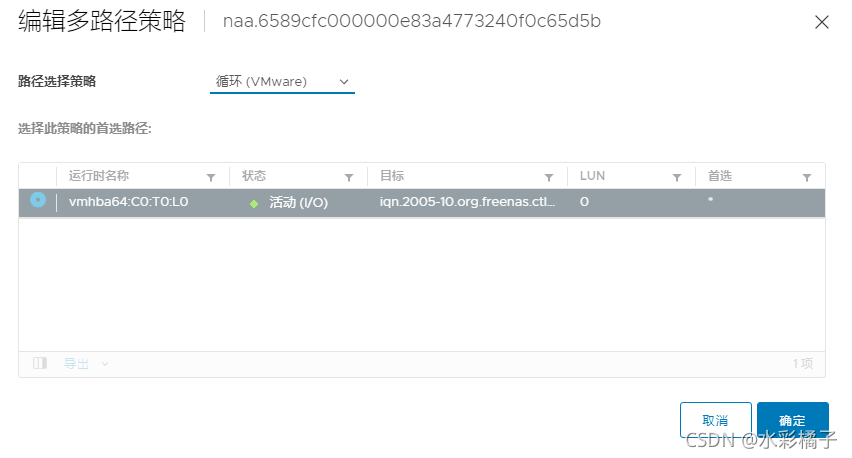 编辑多路径策略 naa.6589cfc000000e83a4773240f0c65d5b
路径选择策略 循环 (VMware)
选择此策略的首选路径:
运行时名称 状态 目标 LUN 首选
vmhba64:C0:T0:L0 活动 (I/O) iqn.2005-10.org.freenas.ctl... 0 *
导出 1 项
取消 确定
CSDN @水彩橘子